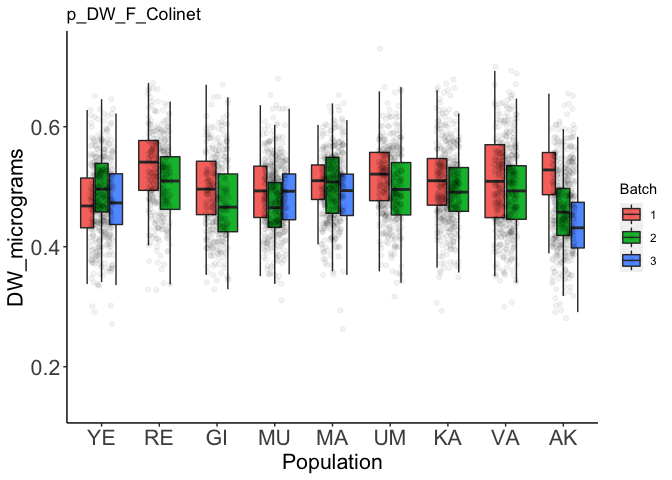 p_DW_F_Colinet
DW_micrograms
0.6
0.4
0.2
YE RE GI MU MA UM KA VA AK
Population
Batch
1
2
3